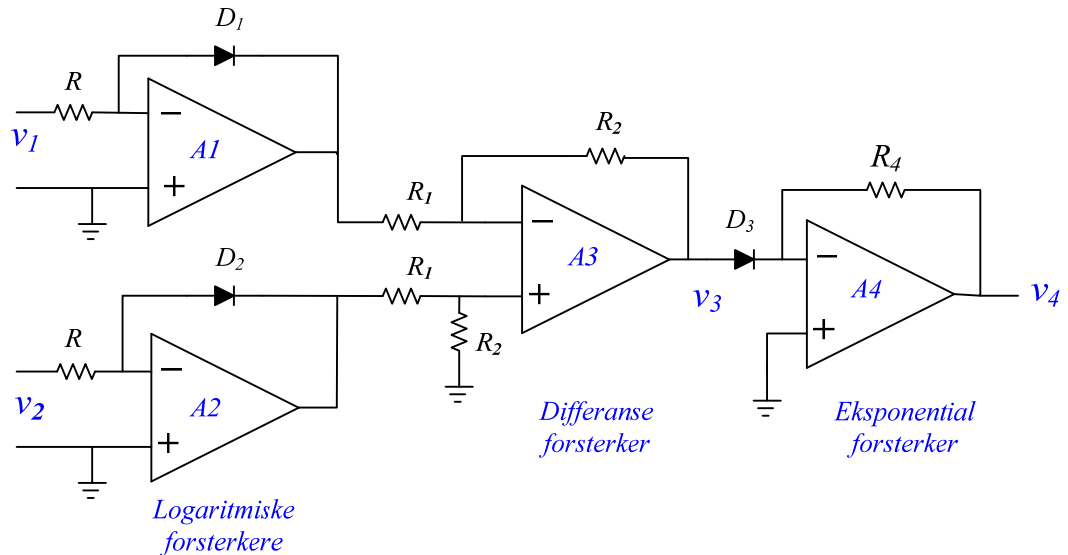 D1
R
v1
A1
R2
R4
R1
D3
A3
D2
R1
v3
A4
v4
R
R2
v2
A2
Differanse
forsterker
Eksponential
forsterker
Logaritmiske
forsterkere